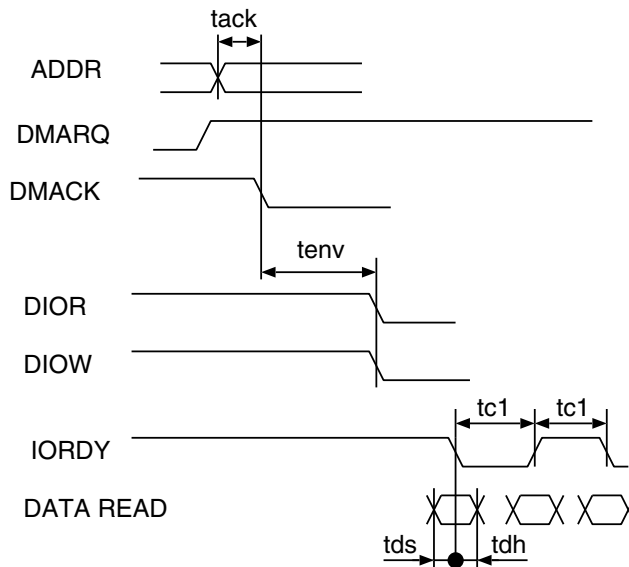 tack
ADDR
DMARQ
DMACK
tenv
DIOR
DIOW
tc1 tc1
IORDY
DATA READ
tds tdh